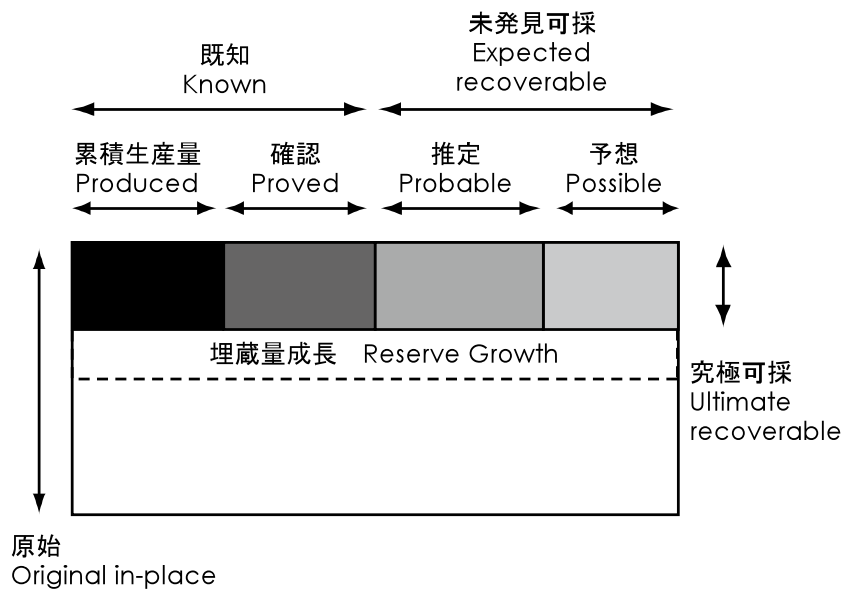 既知
Known
未発見可採
Expected
recoverable
累積生産量
Produced
確認
Proved
推定
Probable
予想
Possible
埋蔵量成長 Reserve Growth
究極可採
Ultimate
recoverable
原始
Original in-place